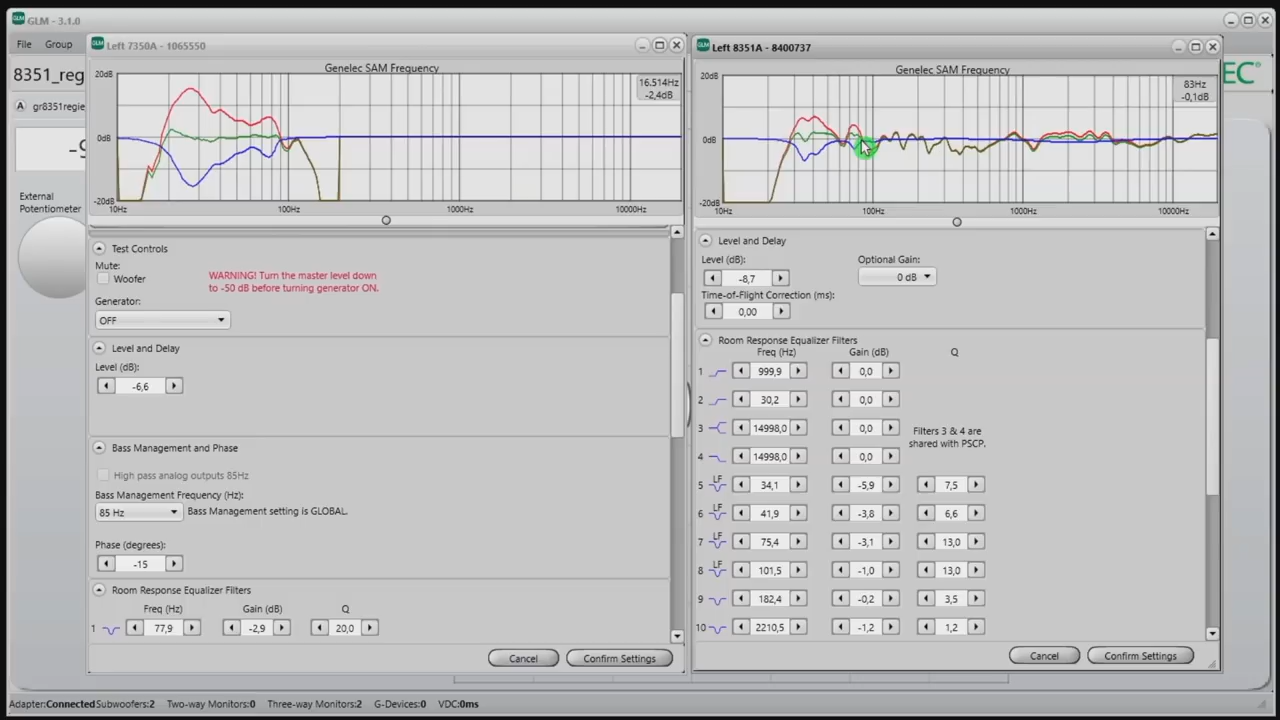 GLM - 3.1.0
File Group
8351_reg
EC
A gr8351regie
External
Potentiometer
Left 7350A - 1065550
Genelec SAM Frequency
20dB
0dB
-20dB
16.514Hz
-2,4dB
10Hz 100Hz 1000Hz 10000Hz
Test Controls
Mute:
Woofer
WARNING! Turn the master level down
to -50 dB before turning generator ON.
Generator:
OFF
Level and Delay
Level (dB):
-6,6
Bass Management and Phase
High pass analog outputs 85Hz
Bass Management Frequency (Hz):
85 Hz Bass Management setting is GLOBAL.
Phase (degrees):
-15
Room Response Equalizer Filters
Freq (Hz) Gain (dB) Q
1 77,9 -2,9 20,0
Cancel Confirm Settings
Left 8351A - 8400737
Genelec SAM Frequency
20dB
0dB
-20dB
83Hz
-0,1dB
10Hz 100Hz 1000Hz 10000Hz
Level and Delay
Level (dB): Optional Gain:
-8,7 0 dB
Time-of-Flight Correction (ms):
0,00
Room Response Equalizer Filters
Freq (Hz) Gain (dB) Q
1 999,9 0,0
2 30,2 0,0
3 14998,0 0,0
4 14998,0 0,0
Filters 3 & 4 are
shared with PSCP.
5 LF 34,1 -5,9 7,5
6 LF 41,9 -3,8 6,6
7 LF 75,4 -3,1 13,0
8 LF 101,5 -1,0 13,0
9 182,4 -0,2 3,5
10 2210,5 -1,2 1,2
Cancel Confirm Settings
Adapter:Connected Subwoofers:2 Two-way Monitors:0 Three-way Monitors:2 G-Devices:0 VDC:0ms